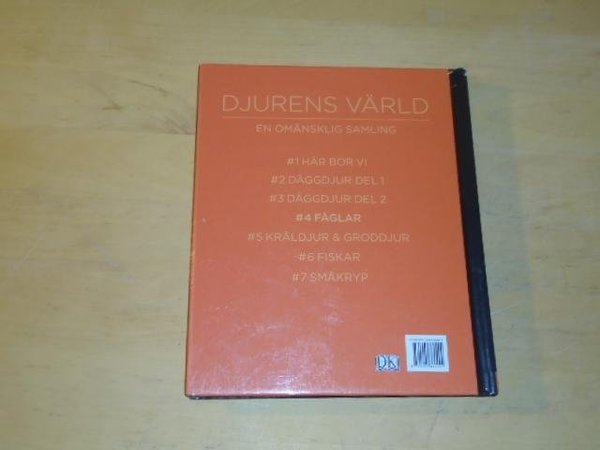 DJURENS VÄRLD
EN OMÄNSKLIG SAMLING
#1 HÄR BOR VI
#2 DÄGGDJUR DEL 1
#3 DÄGGDJUR DEL 2
#4 FÅGLAR
#5 KRÄLDJUR & GRODDJUR
#6 FISKAR
#7 SMÅKRYP
DK